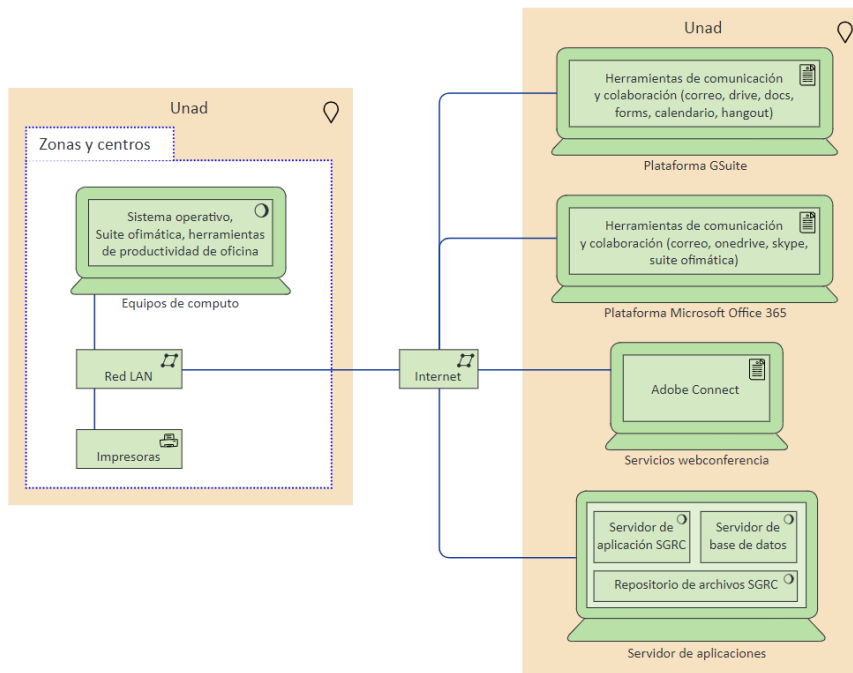 Unad
Zonas y centros
Sistema operativo,
Suite ofimática, herramientas
de productividad de oficina
Equipos de computo
Red LAN
Impresoras
Internet
Unad
Herramientas de comunicación
y colaboración (correo, drive, docs,
forms, calendario, hangout)
Plataforma GSuite
Herramientas de comunicación
y colaboración (correo, onedrive, skype,
suite ofimática)
Plataforma Microsoft Office 365
Adobe Connect
Servicios webconferencia
Servidor de
aplicación SGRC
Servidor de
base de datos
Repositorio de archivos SGRC
Servidor de aplicaciones